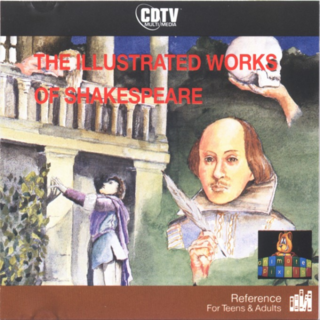 CDTV
MULTIMEDIA
THE ILLUSTRATED WORKS
OF SHAKESPEARE
Reference
For Teens & Adults